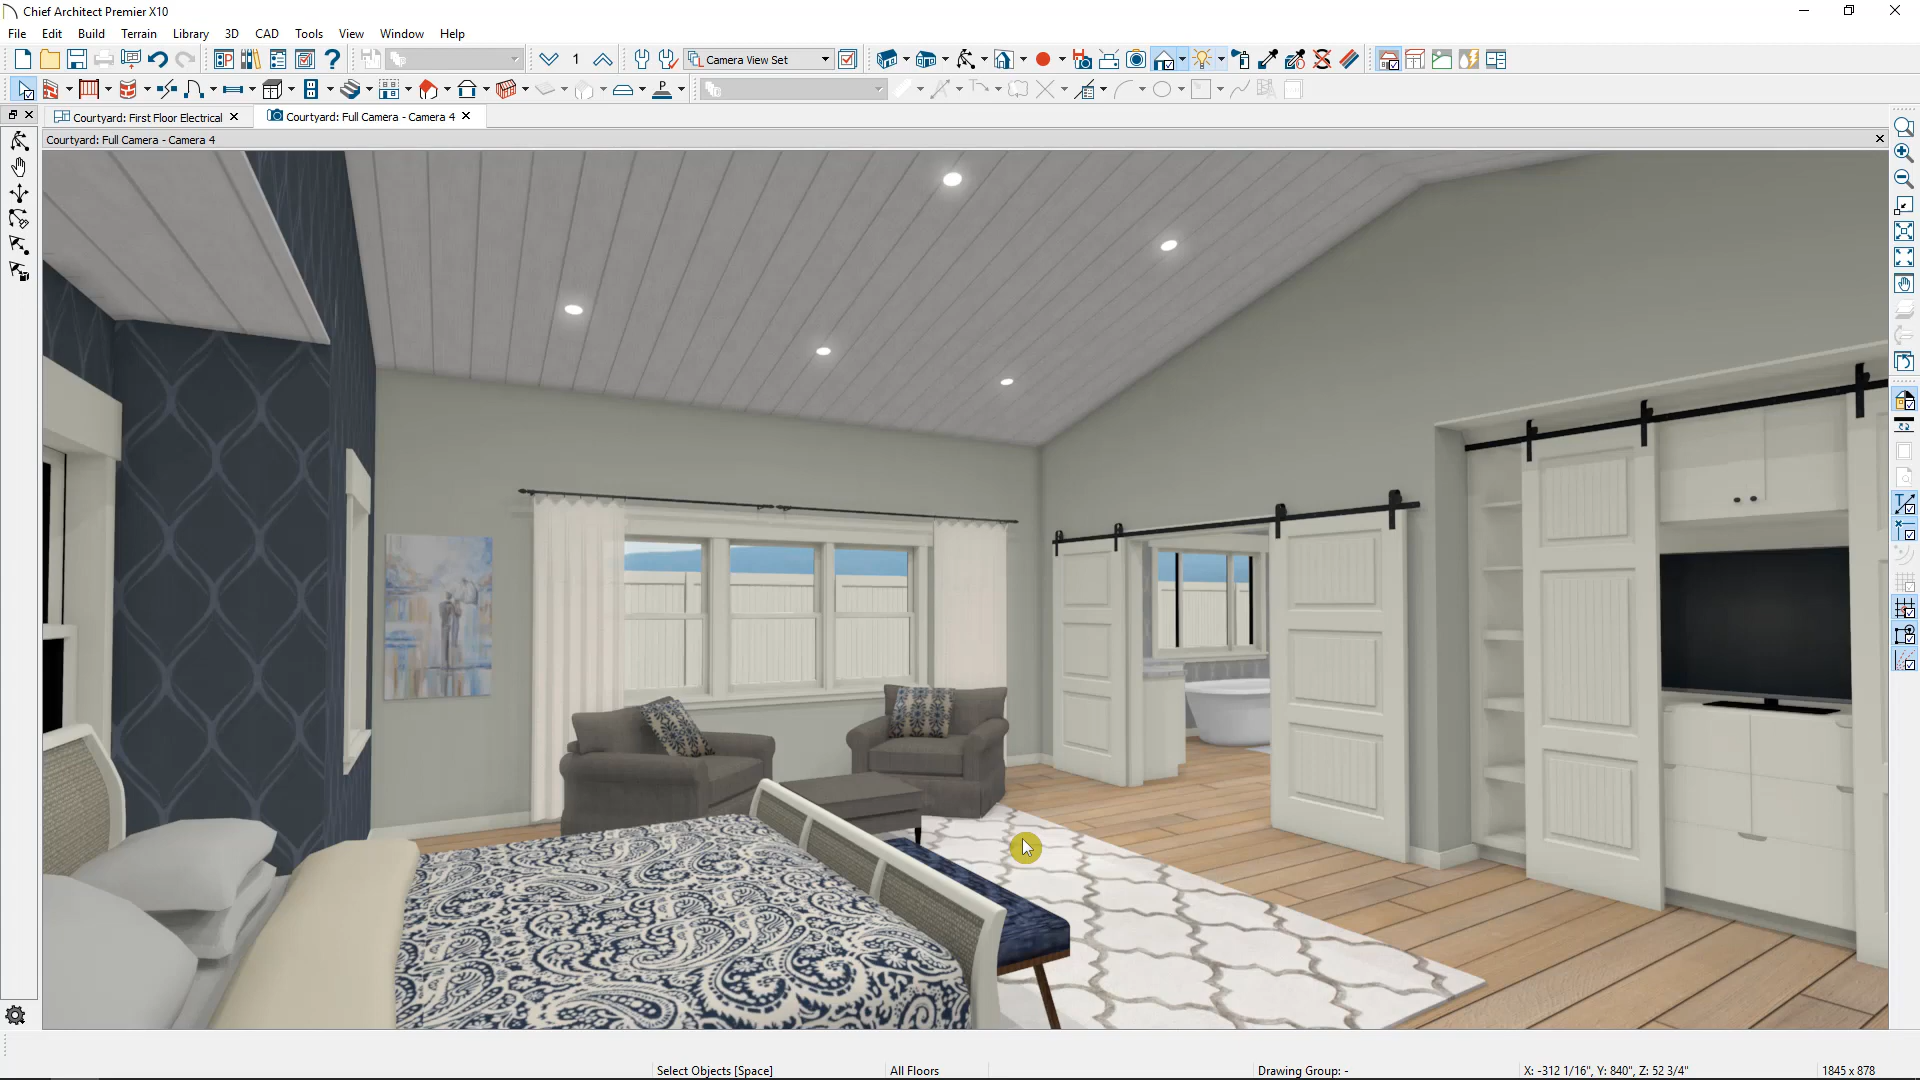 Chief Architect Premier X10
File Edit Build Terrain Library 3D CAD Tools View Window Help
1 Camera View Set
P
Courtyard: First Floor Electrical Courtyard: Full Camera - Camera 4
Courtyard: Full Camera - Camera 4
Select Objects [Space] All Floors Drawing Group: - X: -312 1/16", Y: 840", Z: 52 3/4" 1845 x 878